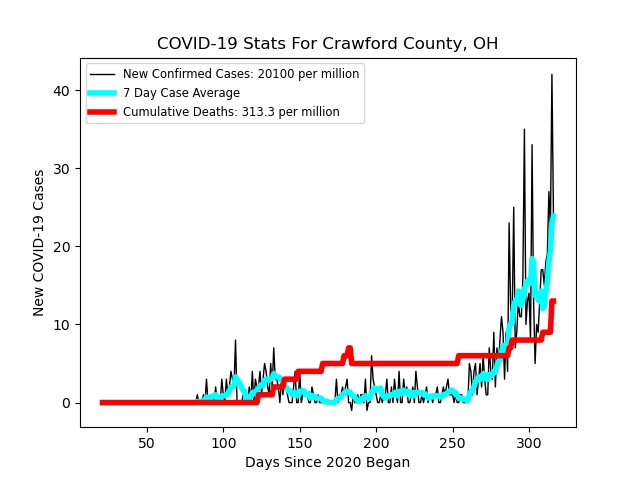 COVID-19 Stats For Crawford County, OH
New Confirmed Cases: 20100 per million
7 Day Case Average
Cumulative Deaths: 313.3 per million
New COVID-19 Cases
40
30
20
10
0
50 100 150 200 250 300
Days Since 2020 Began